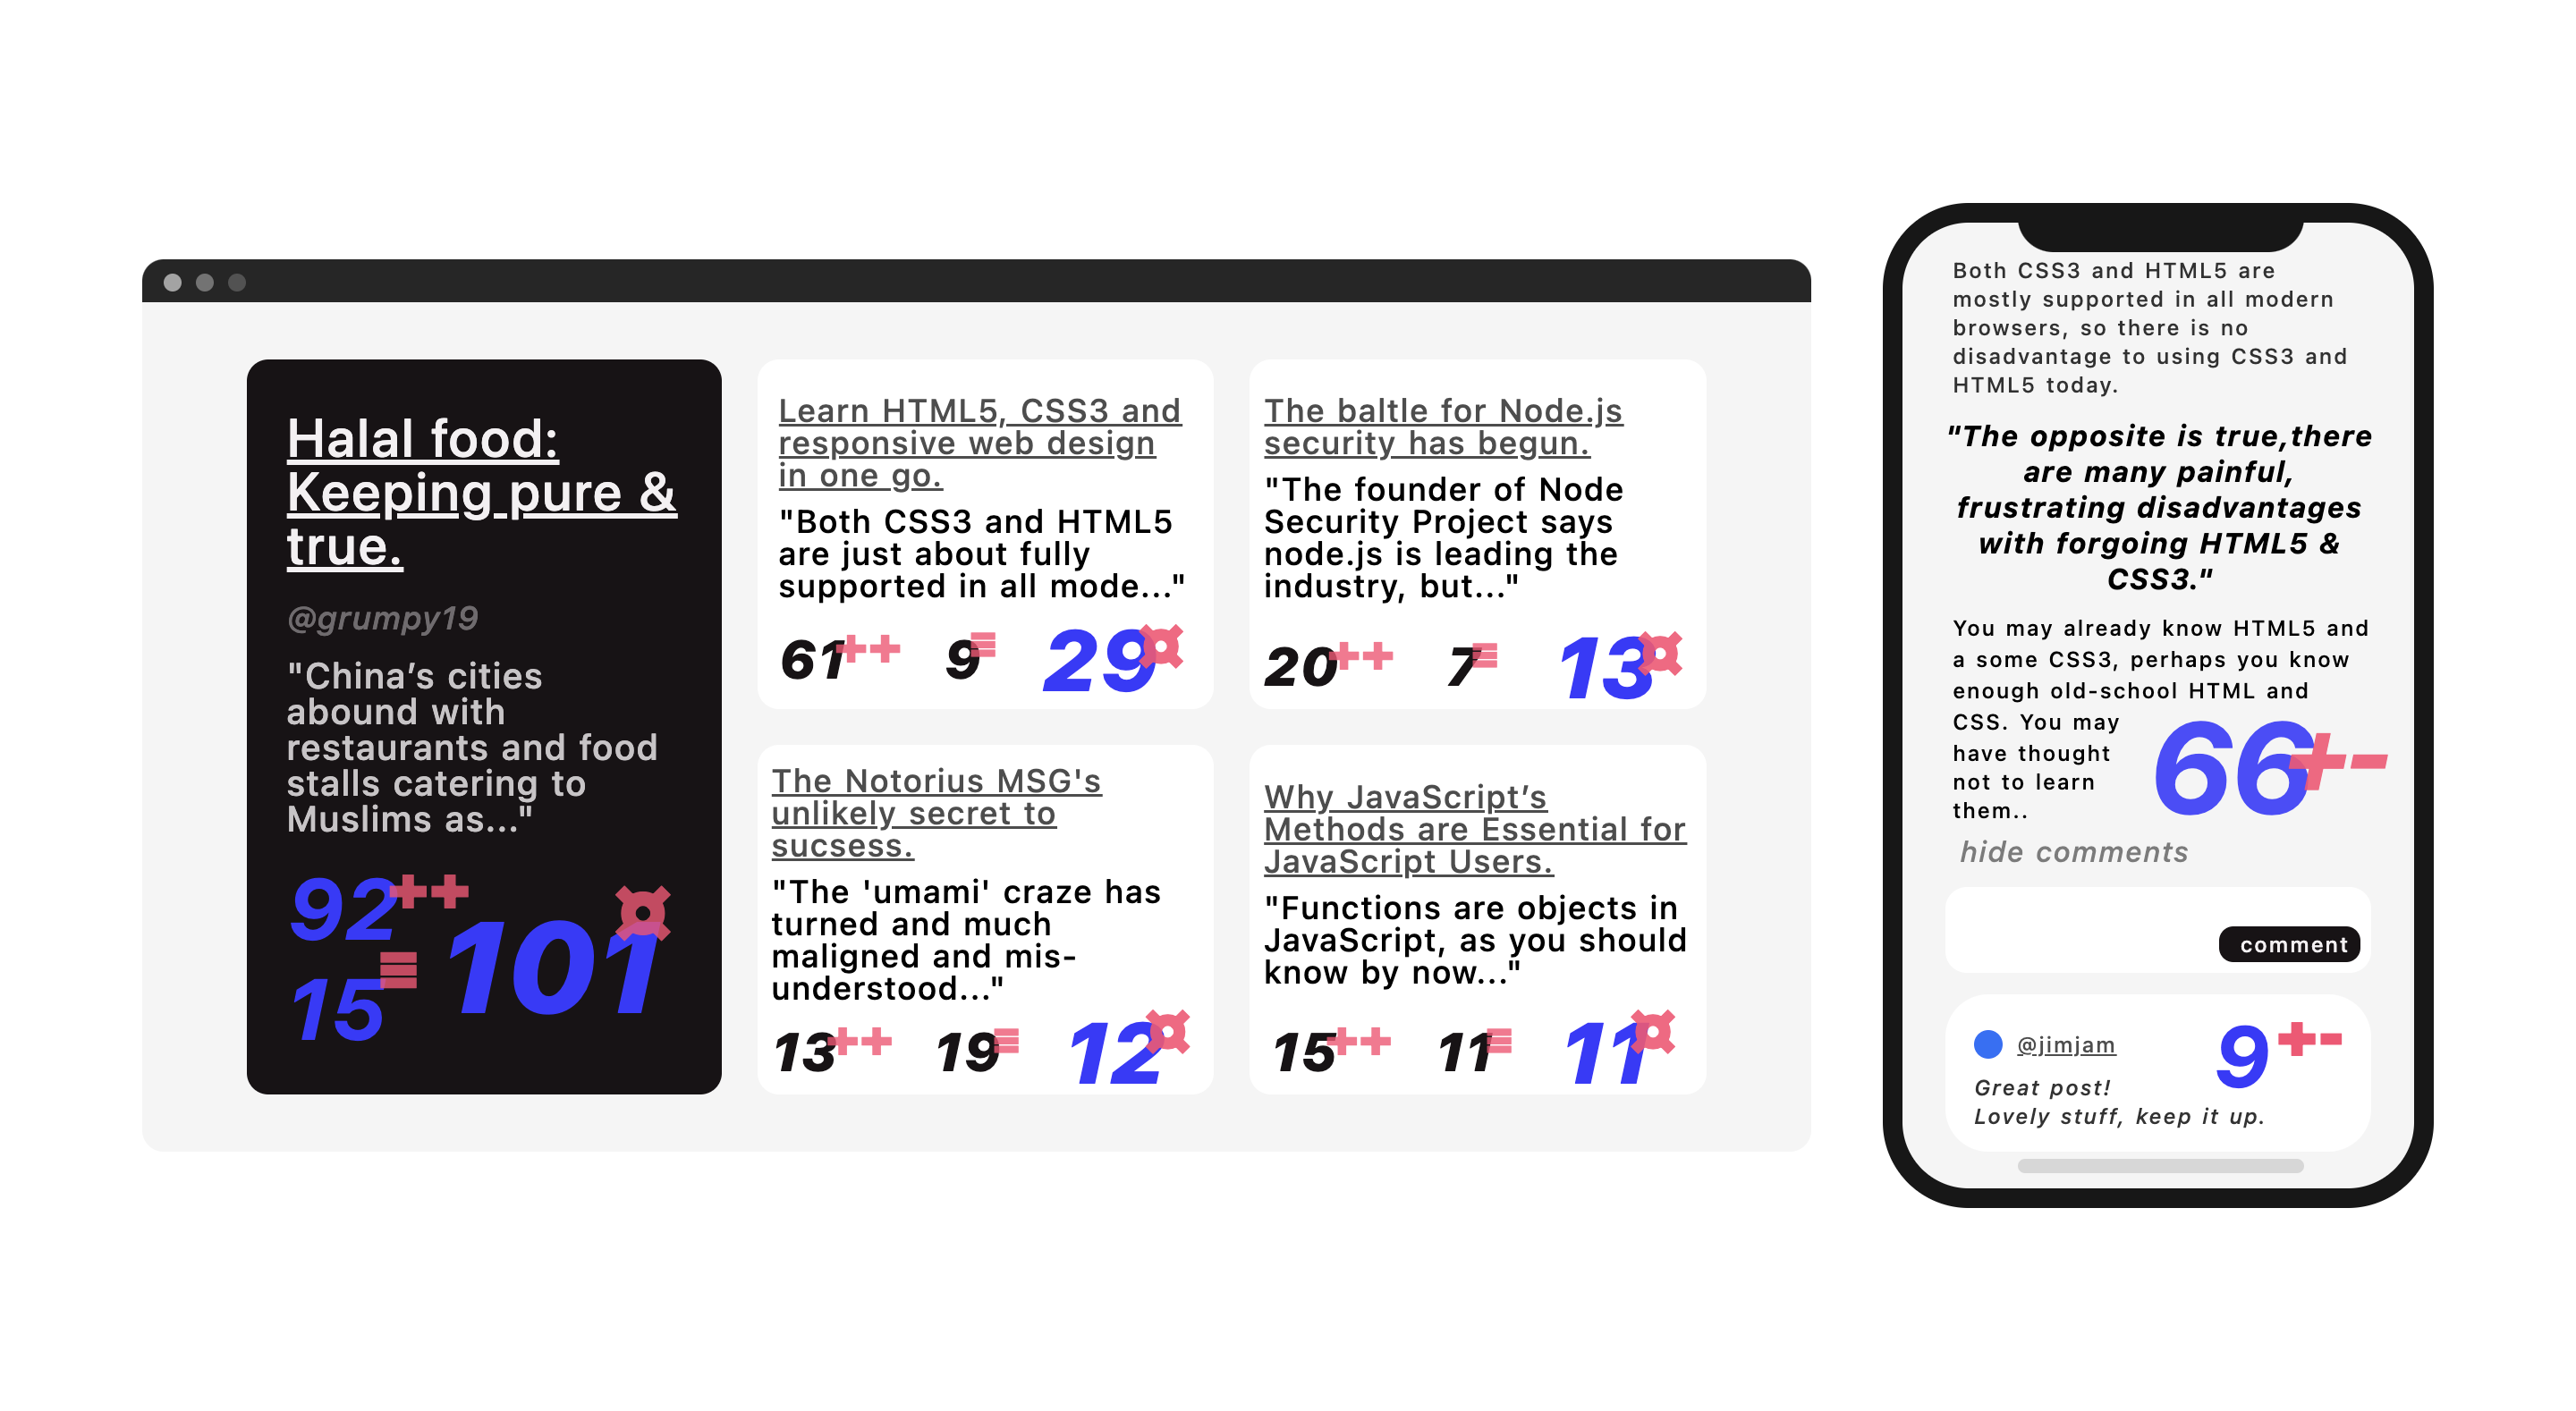 Halal food:
Keeping pure &
true.
@grumpy19
"China’s cities
abound with
restaurants and food
stalls catering to
Muslims as..."
92++
15
101
Learn HTML5, CSS3 and
responsive web design
in one go.
"Both CSS3 and HTML5
are just about fully
supported in all mode..."
61++ 9 29
The baltle for Node.js
security has begun.
"The founder of Node
Security Project says
node.js is leading the
industry, but..."
20++ 7 13
The Notorius MSG's
unlikely secret to
sucsess.
"The 'umami' craze has
turned and much
maligned and mis-
understood..."
13++ 19 12
Why JavaScript’s
Methods are Essential for
JavaScript Users.
"Functions are objects in
JavaScript, as you should
know by now..."
15++ 11 11
Both CSS3 and HTML5 are
mostly supported in all modern
browsers, so there is no
disadvantage to using CSS3 and
HTML5 today.
"The opposite is true,there
are many painful,
frustrating disadvantages
with forgoing HTML5 &
CSS3."
You may already know HTML5 and
a some CSS3, perhaps you know
enough old-school HTML and
CSS. You may
have thought
not to learn
them..
66+-
hide comments
comment
@jimjam
9+-
Great post!
Lovely stuff, keep it up.